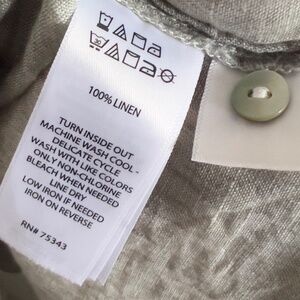 100% LINEN
TURN INSIDE OUT
MACHINE WASH COOL -
DELICATE CYCLE
WASH WITH LIKE COLORS
ONLY NON-CHLORINE
BLEACH WHEN NEEDED
LINE DRY
LOW IRON IF NEEDED
IRON ON REVERSE
RN# 75343